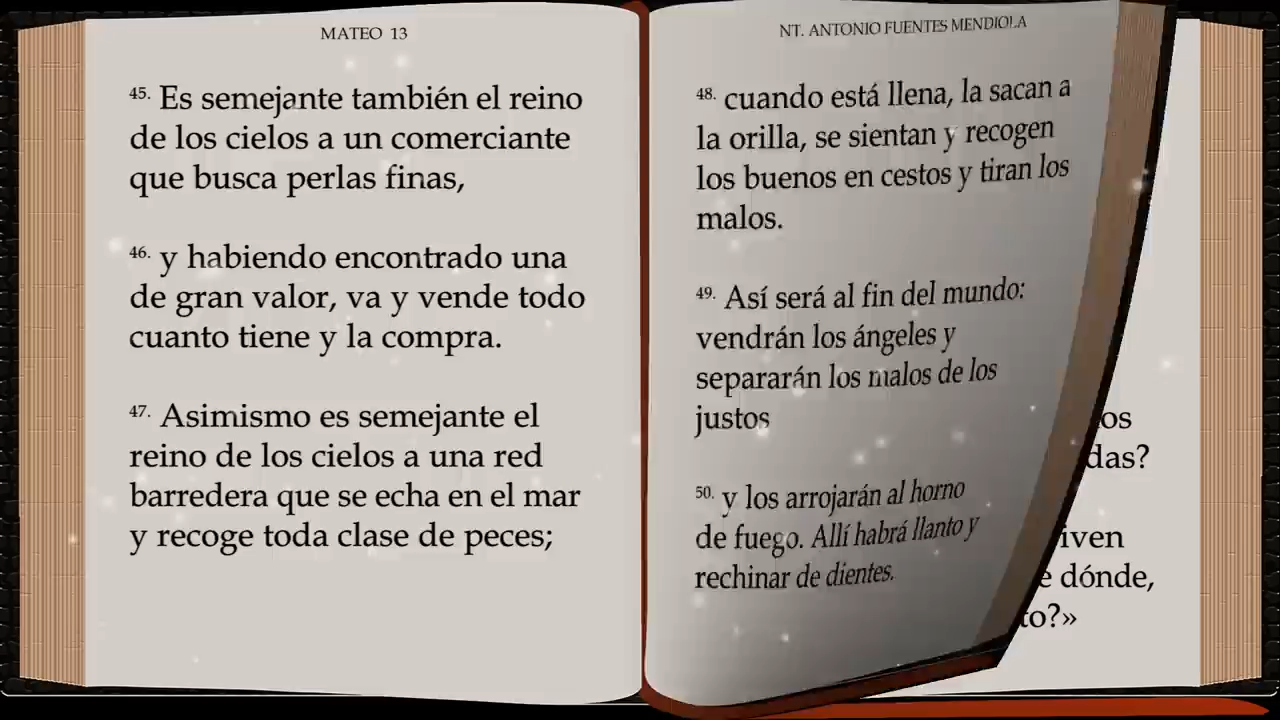 MATEO 13
45. Es semejante también el reino
de los cielos a un comerciante
que busca perlas finas,
46. y habiendo encontrado una
de gran valor, va y vende todo
cuanto tiene y la compra.
47. Asimismo es semejante el
reino de los cielos a una red
barredera que se echa en el mar
y recoge toda clase de peces;
NT. ANTONIO FUENTES MENDIOLA
48. cuando está llena, la sacan a
la orilla, se sientan y recogen
los buenos en cestos y tiran los
malos.
49. Así será al fin del mundo:
vendrán los ángeles y
separarán los malos de los
justos
50. y los arrojarán al horno
de fuego. Allí habrá llanto y
rechinar de dientes.
dónde,